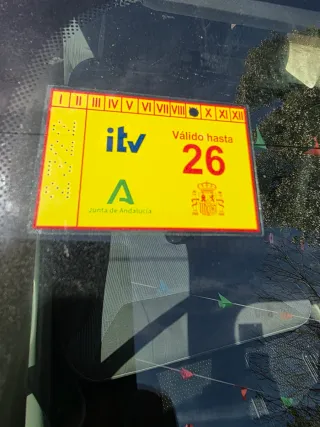 I II III IV V VI VII VIII X XI XII
itv
Válido hasta
26
Junta de Andalucía